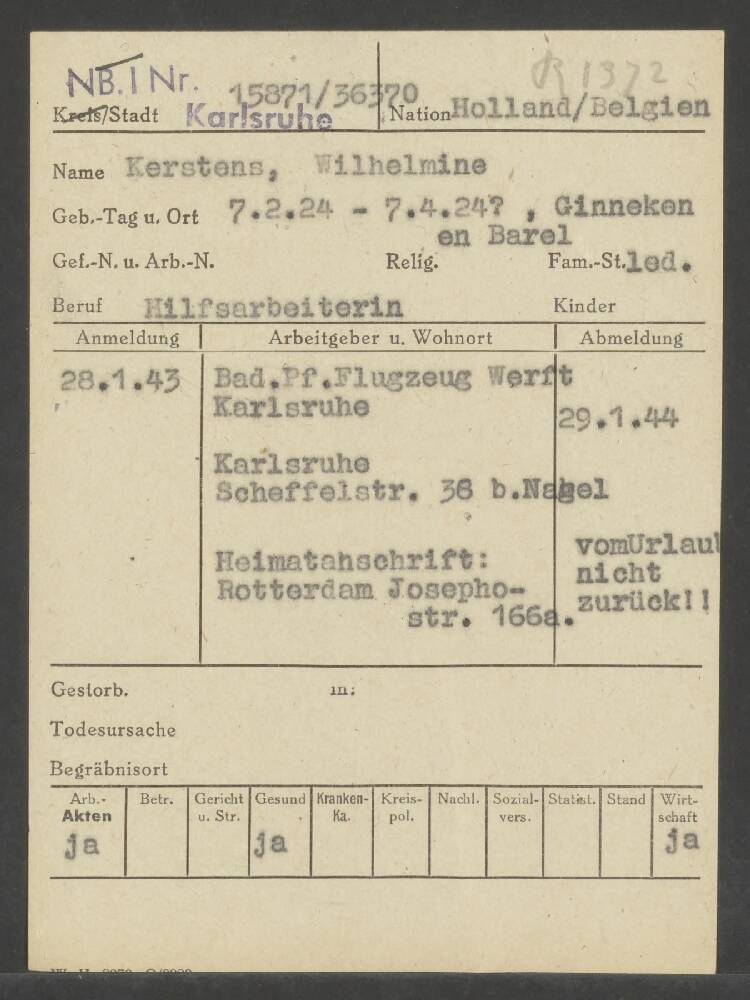 NB.I Nr. 15871/36370 R 1372
Kreis/Stadt Karlsruhe Nation Holland/Belgien
Name Kerstens, Wilhelmine
Geb.-Tag u. Ort 7.2.24 - 7.4.24? , Ginneken
en Barel
Gef.-N. u. Arb.-N. Relig. Fam.-St. led.
Beruf Hilfsarbeiterin Kinder
Anmeldung Arbeitgeber u. Wohnort Abmeldung
28.1.43 Bad.Pf.Flugzeug Werft
Karlsruhe 29.1.44
Karlsruhe
Scheffelstr. 36 b.Nagel
Heimatanschrift: vomUrlaub
Rotterdam Josepho- nicht
str. 166a. zurück!!
Gestorb. in:
Todesursache
Begräbnisort
Arb.- Betr. Gericht Gesund Kranken- Kreis- Nachl. Sozial- Statist. Stand Wirt-
Akten u. Str. Ka. pol. vers. schaft
ja ja ja